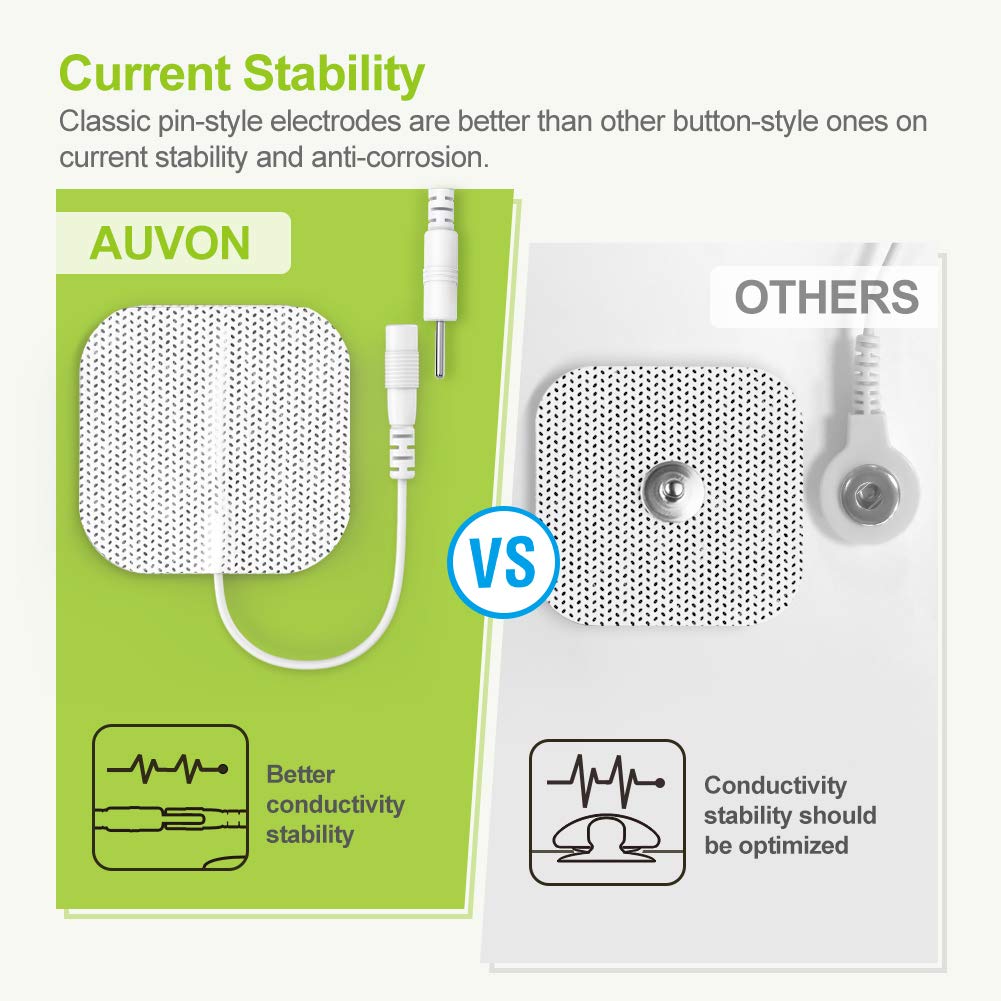 Current Stability
Classic pin-style electrodes are better than other button-style ones on
current stability and anti-corrosion.
AUVON
OTHERS
VS
Better
conductivity
stability
Conductivity
stability should
be optimized